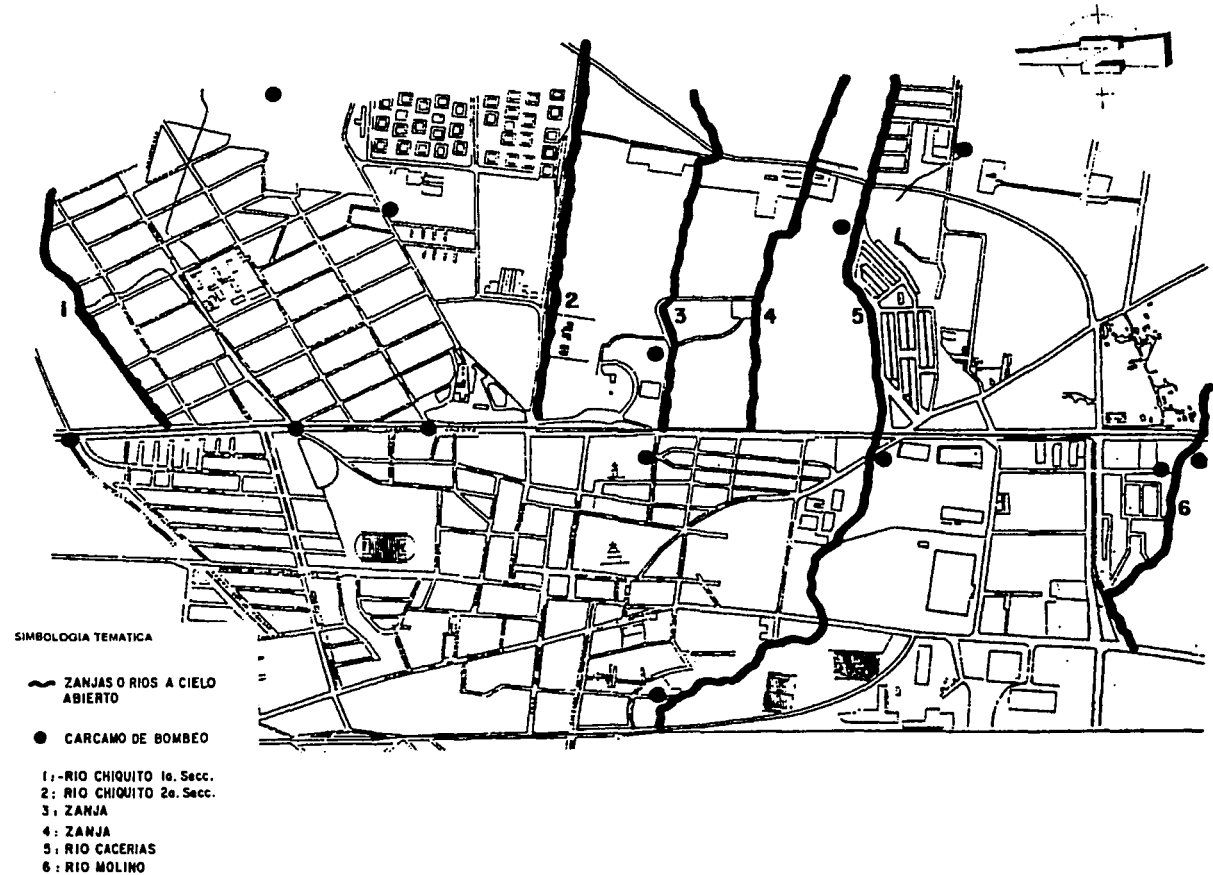 1
2
3
4
5
6
SIMBOLOGIA TEMATICA
ZANJAS O RIOS A CIELO
ABIERTO
CARCAMO DE BOMBEO
1:-RIO CHIQUITO 1a. Secc.
2: RIO CHIQUITO 2a. Secc.
3: ZANJA
4: ZANJA
5: RIO CACERIAS
6: RIO MOLINO